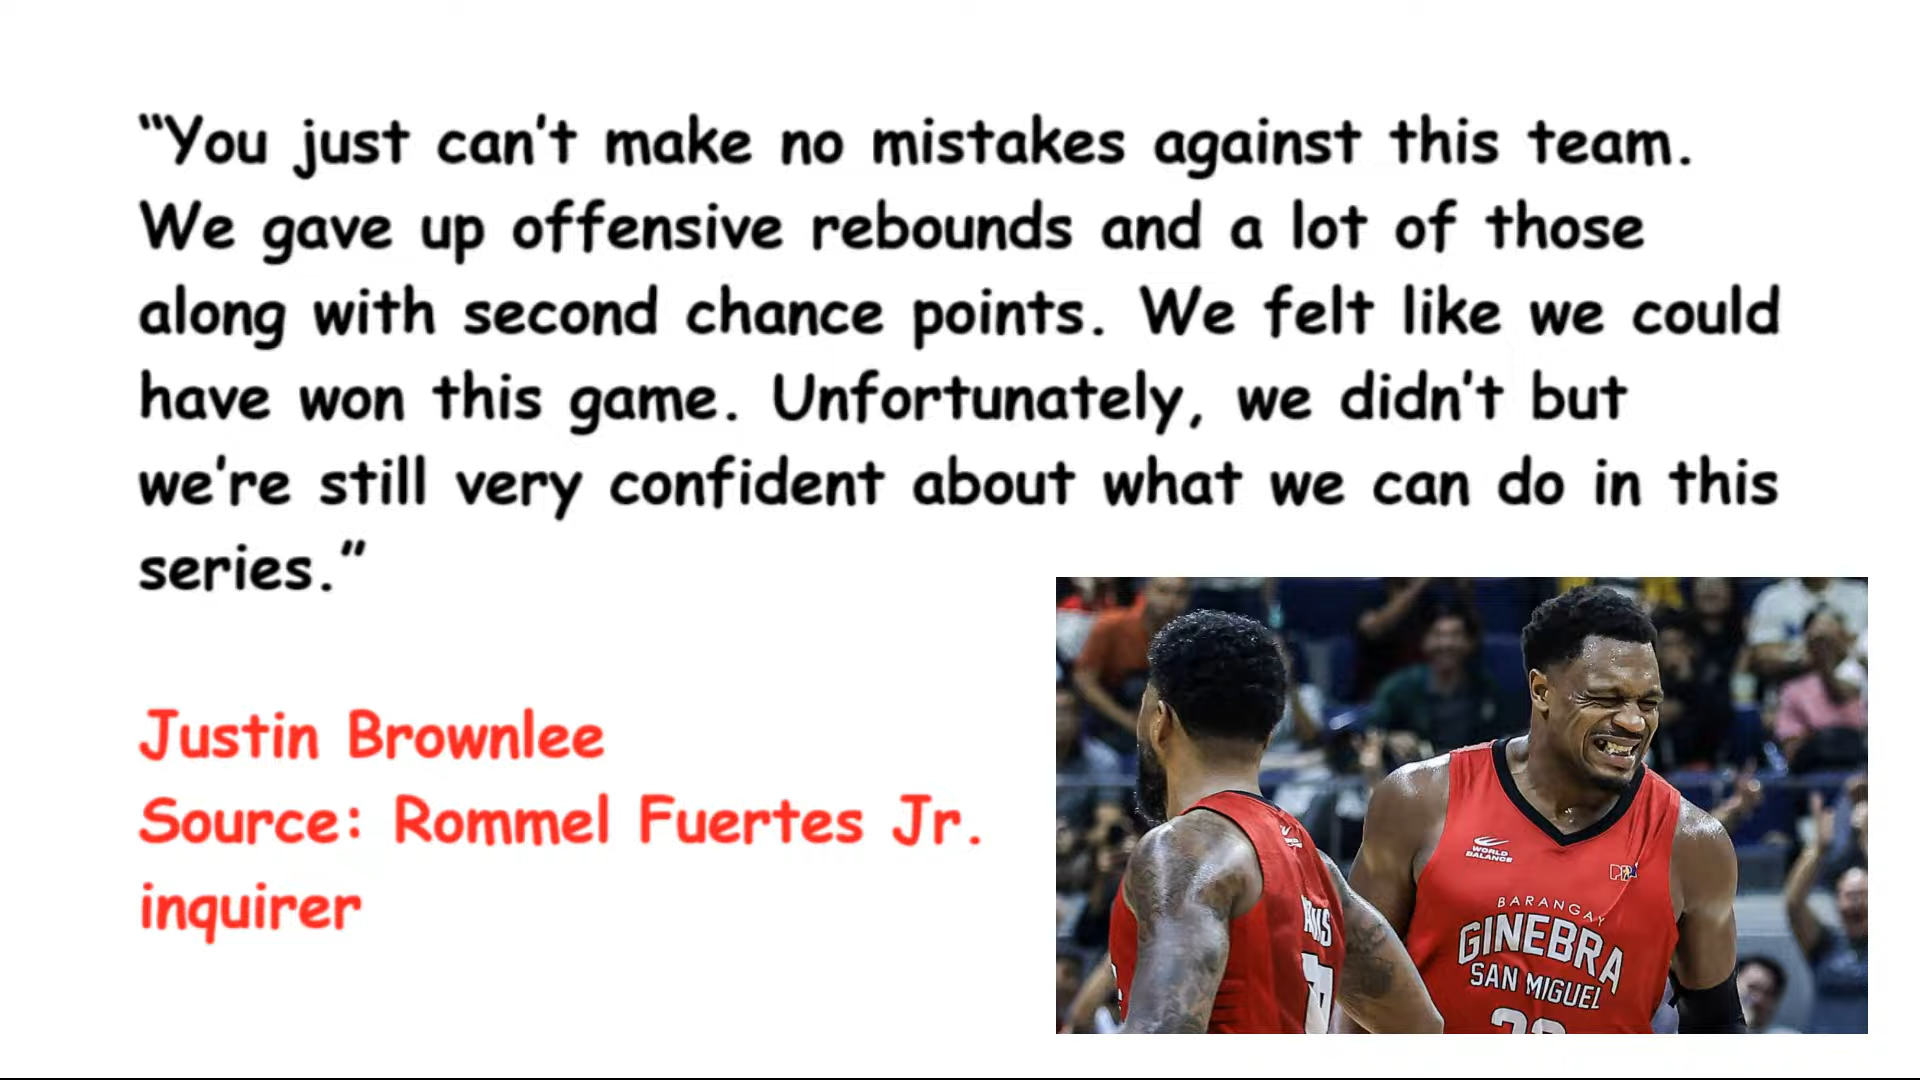 “You just can’t make no mistakes against this team.
We gave up offensive rebounds and a lot of those
along with second chance points. We felt like we could
have won this game. Unfortunately, we didn’t but
we’re still very confident about what we can do in this
series.”
Justin Brownlee
Source: Rommel Fuertes Jr.
inquirer
WORLD
BALANCE
BARANGAY
GINEBRA
SAN MIGUEL